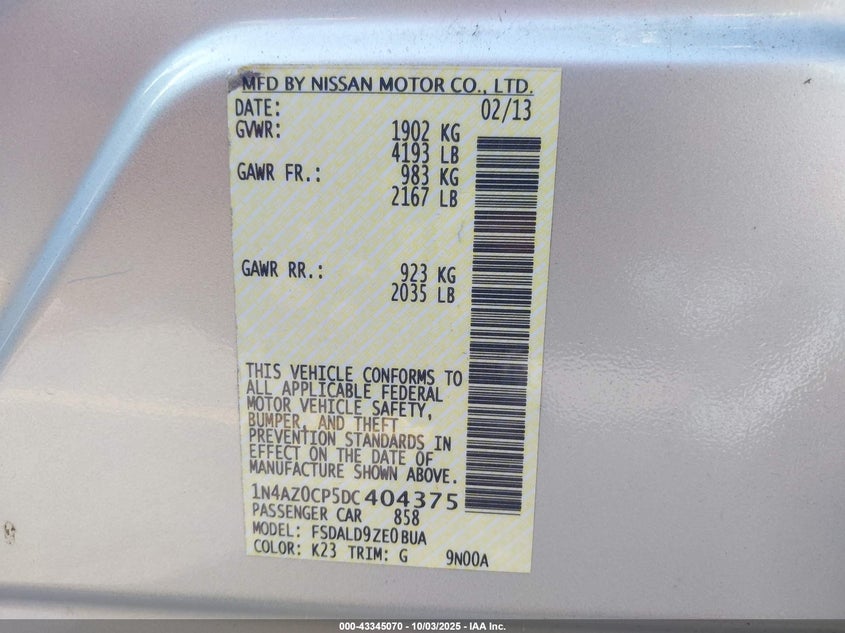 MFD BY NISSAN MOTOR CO., LTD.
DATE: 02/13
GVWR: 1902 KG
4193 LB
GAWR FR.: 983 KG
2167 LB
GAWR RR.: 923 KG
2035 LB
THIS VEHICLE CONFORMS TO
ALL APPLICABLE FEDERAL
MOTOR VEHICLE SAFETY,
BUMPER, AND THEFT
PREVENTION STANDARDS IN
EFFECT ON THE DATE OF
MANUFACTURE SHOWN ABOVE.
1N4AZ0CP5DC404375
PASSENGER CAR 858
MODEL: FSDALD9ZE0BUA
COLOR: K23 TRIM: G 9N00A
000-43345070 - 10/03/2025 - IAA Inc.